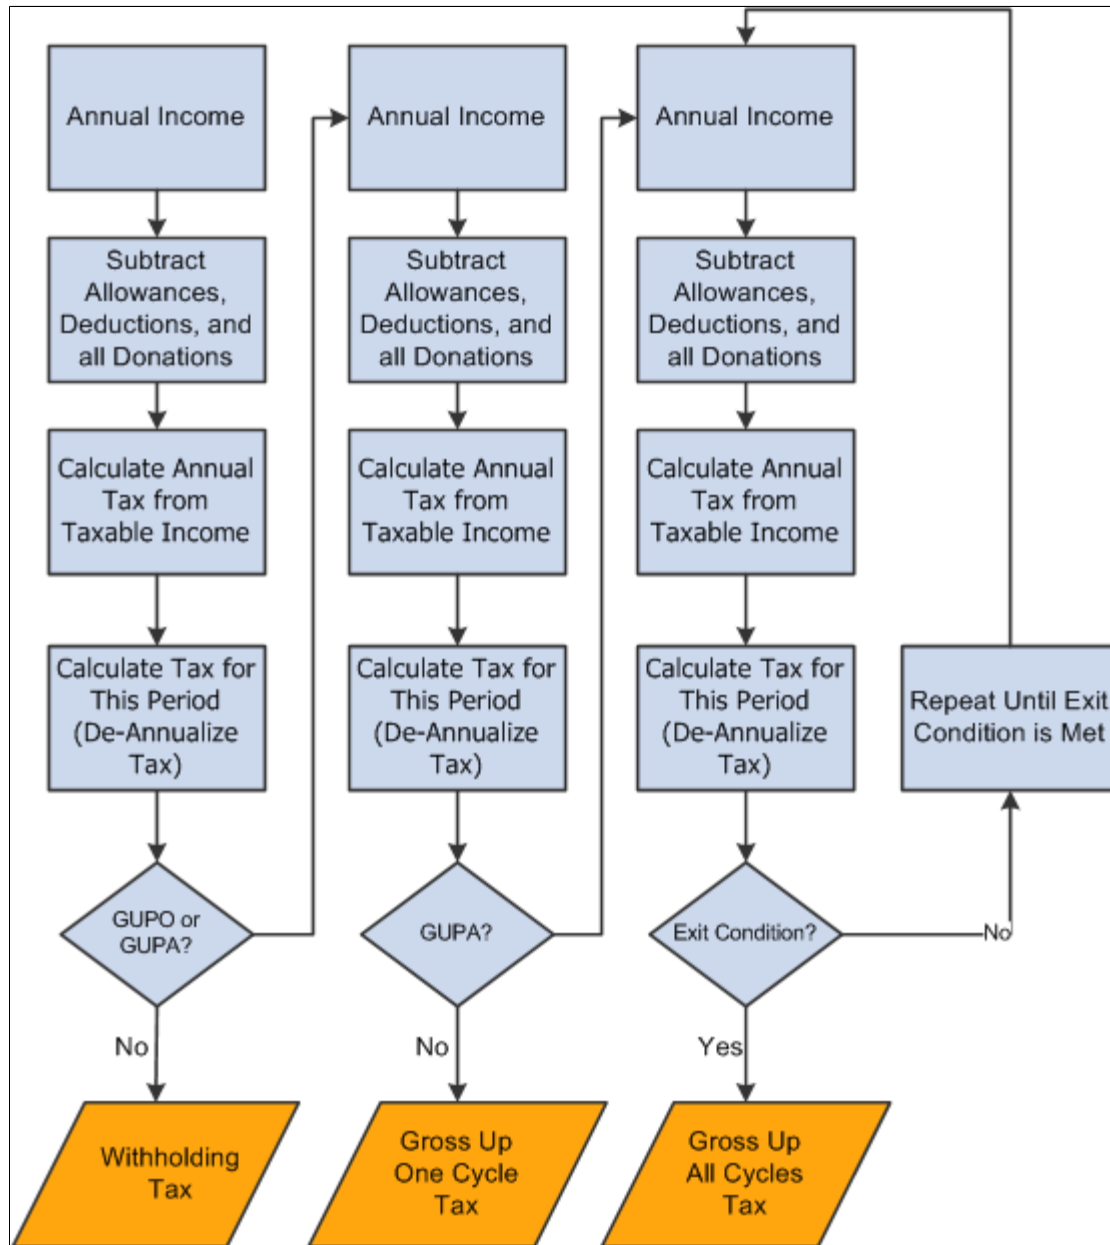 Annual Income
Subtract
Allowances,
Deductions, and
all Donations
Calculate Annual
Tax from
Taxable Income
Calculate Tax for
This Period
(De-Annualize
Tax)
GUPO or
GUPA?
No
Withholding
Tax
Annual Income
Subtract
Allowances,
Deductions, and
all Donations
Calculate Annual
Tax from
Taxable Income
Calculate Tax for
This Period
(De-Annualize
Tax)
GUPA?
No
Gross Up
One Cycle
Tax
Annual Income
Subtract
Allowances,
Deductions, and
all Donations
Calculate Annual
Tax from
Taxable Income
Calculate Tax for
This Period
(De-Annualize
Tax)
Exit Condition?
No
Repeat Until Exit
Condition is Met
Yes
Gross Up
All Cycles
Tax